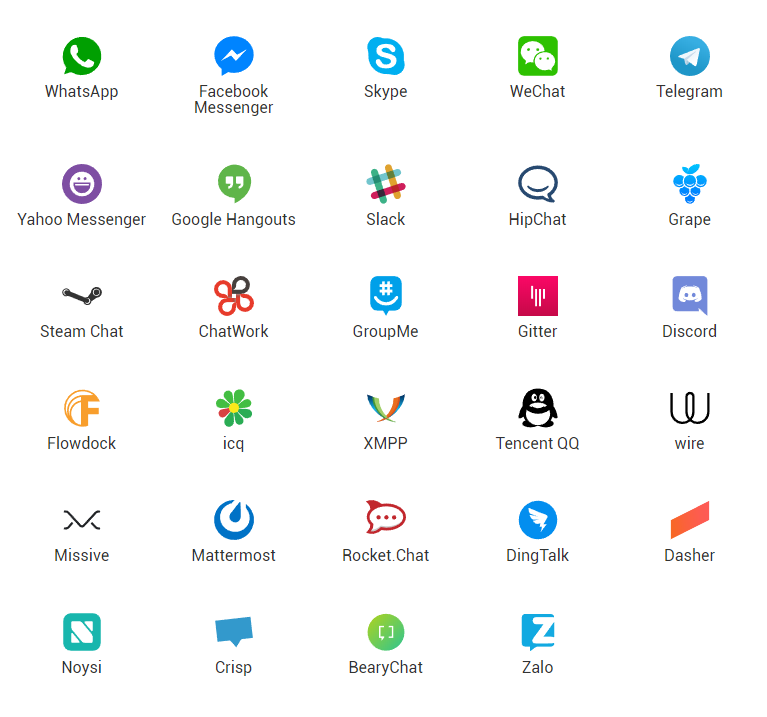 WhatsApp
Facebook
Messenger
Skype
WeChat
Telegram
Yahoo Messenger
Google Hangouts
Slack
HipChat
Grape
Steam Chat
ChatWork
GroupMe
Gitter
Discord
Flowdock
icq
XMPP
Tencent QQ
wire
Missive
Mattermost
Rocket.Chat
DingTalk
Dasher
Noysi
Crisp
BearyChat
Zalo